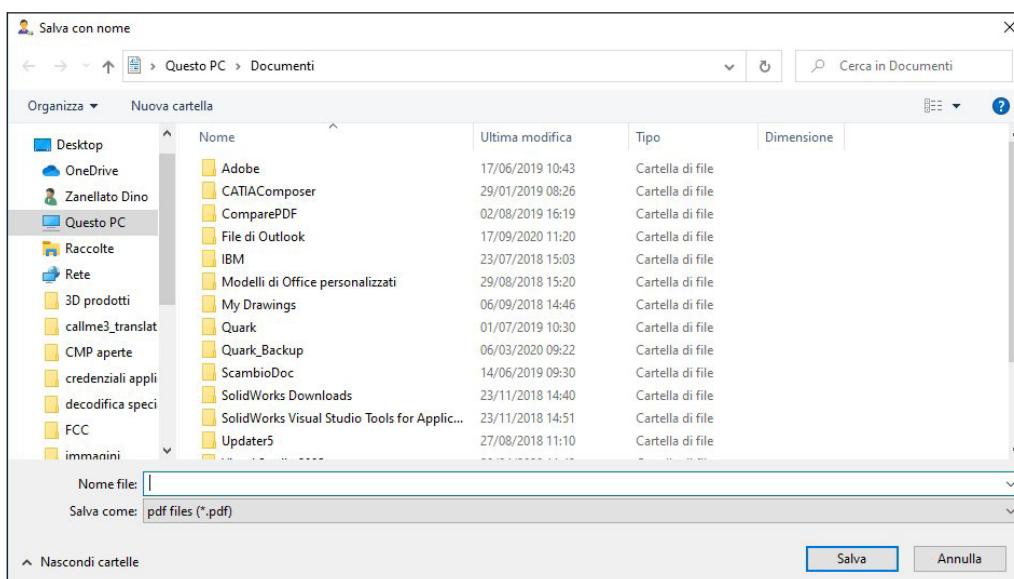 Salva con nome
Questo PC > Documenti
Cerca in Documenti
Organizza Nuova cartella
Nome Ultima modifica Tipo Dimensione
Desktop
OneDrive
Zanellato Dino
Questo PC
Raccolte
Rete
3D prodotti
callme3_translat
CMP aperte
credenziali appli
decodifica speci
FCC
immagini
Adobe 17/06/2019 10:43 Cartella di file
CATIAComposer 29/01/2019 08:26 Cartella di file
ComparePDF 02/08/2019 16:19 Cartella di file
File di Outlook 17/09/2020 11:20 Cartella di file
IBM 23/07/2018 15:03 Cartella di file
Modelli di Office personalizzati 29/08/2018 15:20 Cartella di file
My Drawings 06/09/2018 14:46 Cartella di file
Quark 01/07/2019 10:30 Cartella di file
Quark_Backup 06/03/2020 09:22 Cartella di file
ScambioDoc 14/06/2019 09:30 Cartella di file
SolidWorks Downloads 23/11/2018 14:40 Cartella di file
SolidWorks Visual Studio Tools for Applic... 23/11/2018 14:51 Cartella di file
Updater5 27/08/2018 11:10 Cartella di file
Nome file:
Salva come: pdf files (*.pdf)
Nascondi cartelle Salva Annulla